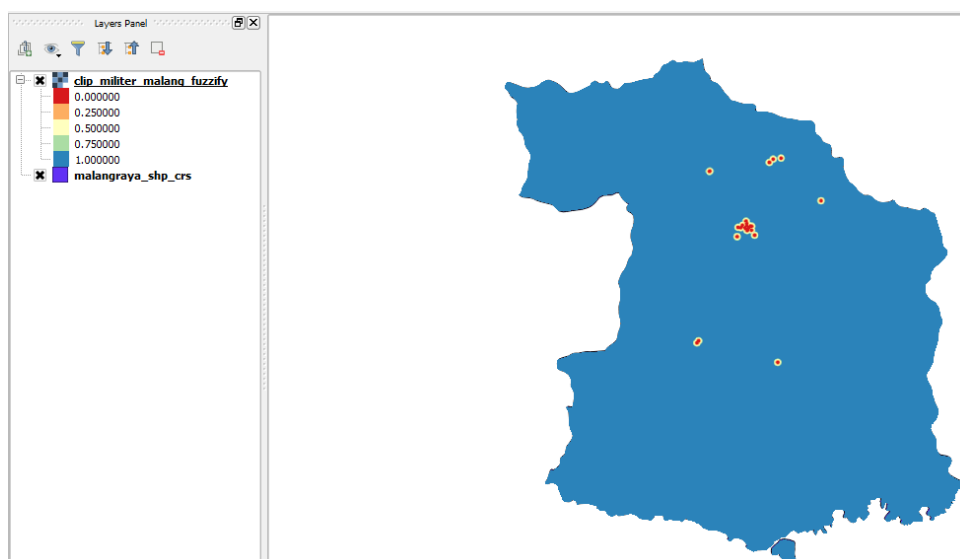 Layers Panel
clip_militer_malang_fuzzify
0.000000
0.250000
0.500000
0.750000
1.000000
malangraya_shp_crs